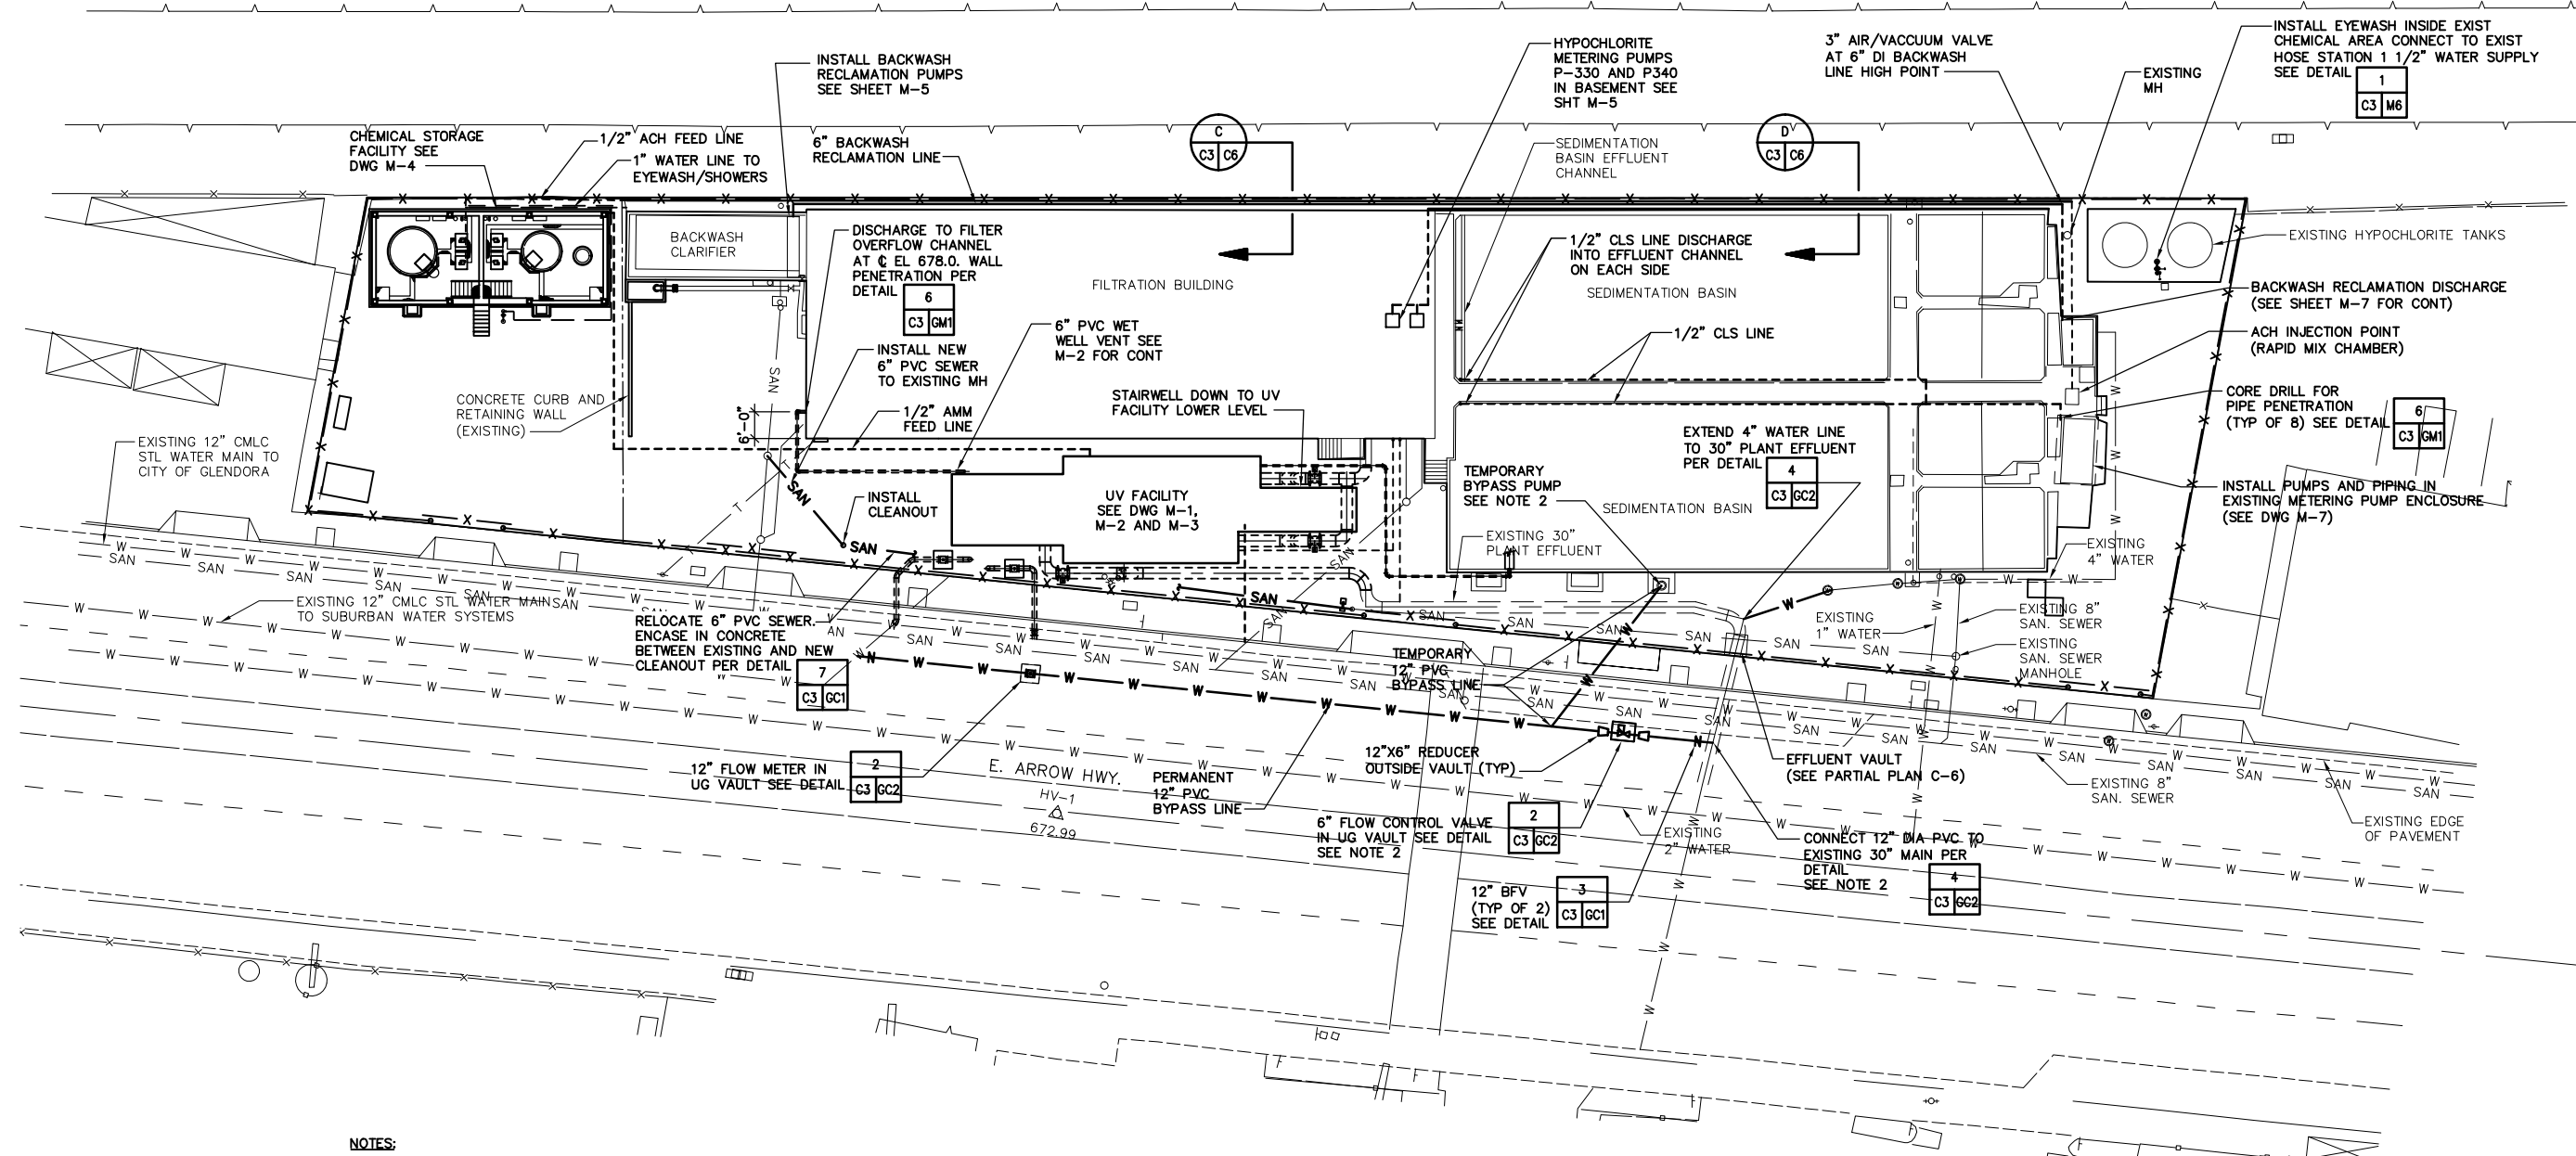 INSTALL BACKWASH
RECLAMATION PUMPS
SEE SHEET M-5
HYPOCHLORITE
METERING PUMPS
P-330 AND P340
IN BASEMENT SEE
SHT M-5
3" AIR/VACCUUM VALVE
AT 6" DI BACKWASH
LINE HIGH POINT
EXISTING
MH
INSTALL EYEWASH INSIDE EXIST
CHEMICAL AREA CONNECT TO EXIST
HOSE STATION 1 1/2" WATER SUPPLY
SEE DETAIL
1
C3 M6
CHEMICAL STORAGE
FACILITY SEE
DWG M-4
1/2" ACH FEED LINE
1" WATER LINE TO
EYEWASH/SHOWERS
6" BACKWASH
RECLAMATION LINE
C
C3 C6
SEDIMENTATION
BASIN EFFLUENT
CHANNEL
D
C3 C6
BACKWASH
CLARIFIER
DISCHARGE TO FILTER
OVERFLOW CHANNEL
AT ℄ EL 678.0. WALL
PENETRATION PER
DETAIL
6
C3 GM1
FILTRATION BUILDING
1/2" CLS LINE DISCHARGE
INTO EFFLUENT CHANNEL
ON EACH SIDE
SEDIMENTATION BASIN
EXISTING HYPOCHLORITE TANKS
BACKWASH RECLAMATION DISCHARGE
(SEE SHEET M-7 FOR CONT)
6" PVC WET
WELL VENT SEE
M-2 FOR CONT
1/2" CLS LINE
ACH INJECTION POINT
(RAPID MIX CHAMBER)
INSTALL NEW
6" PVC SEWER
TO EXISTING MH
SAN
CONCRETE CURB AND
RETAINING WALL
(EXISTING)
9'-0"
1/2" AMM
FEED LINE
STAIRWELL DOWN TO UV
FACILITY LOWER LEVEL
CORE DRILL FOR
PIPE PENETRATION
(TYP OF 8) SEE DETAIL
6
C3 GM1
EXISTING 12" CMLC
STL WATER MAIN TO
CITY OF GLENDORA
EXTEND 4" WATER LINE
TO 30" PLANT EFFLUENT
PER DETAIL
4
C3 GC2
TEMPORARY
BYPASS PUMP
SEE NOTE 2
INSTALL
CLEANOUT
UV FACILITY
SEE DWG M-1,
M-2 AND M-3
SEDIMENTATION BASIN
INSTALL PUMPS AND PIPING IN
EXISTING METERING PUMP ENCLOSURE
(SEE DWG M-7)
EXISTING 30"
PLANT EFFLUENT
EXISTING
4" WATER
EXISTING 12" CMLC STL WATER MAIN
TO SUBURBAN WATER SYSTEMS
RELOCATE 6" PVC SEWER.
ENCASE IN CONCRETE
BETWEEN EXISTING AND NEW
CLEANOUT PER DETAIL
7
C3 GC1
EXISTING
1" WATER
EXISTING 8"
SAN. SEWER
EXISTING
SAN. SEWER
MANHOLE
TEMPORARY
12" PVC
BYPASS LINE
12" FLOW METER IN
UG VAULT SEE DETAIL
2
C3 GC2
E. ARROW HWY.
HV-1
672.99
PERMANENT
12" PVC
BYPASS LINE
12"X6" REDUCER
OUTSIDE VAULT (TYP)
EFFLUENT VAULT
(SEE PARTIAL PLAN C-6)
EXISTING 8"
SAN. SEWER
6" FLOW CONTROL VALVE
IN UG VAULT SEE DETAIL
SEE NOTE 2
2
C3 GC2
EXISTING
2" WATER
CONNECT 12" DIA PVC TO
EXISTING 30" MAIN PER
DETAIL
SEE NOTE 2
4
C3 GC2
EXISTING EDGE
OF PAVEMENT
12" BFV
(TYP OF 2)
SEE DETAIL
3
C3 GC1
NOTES: